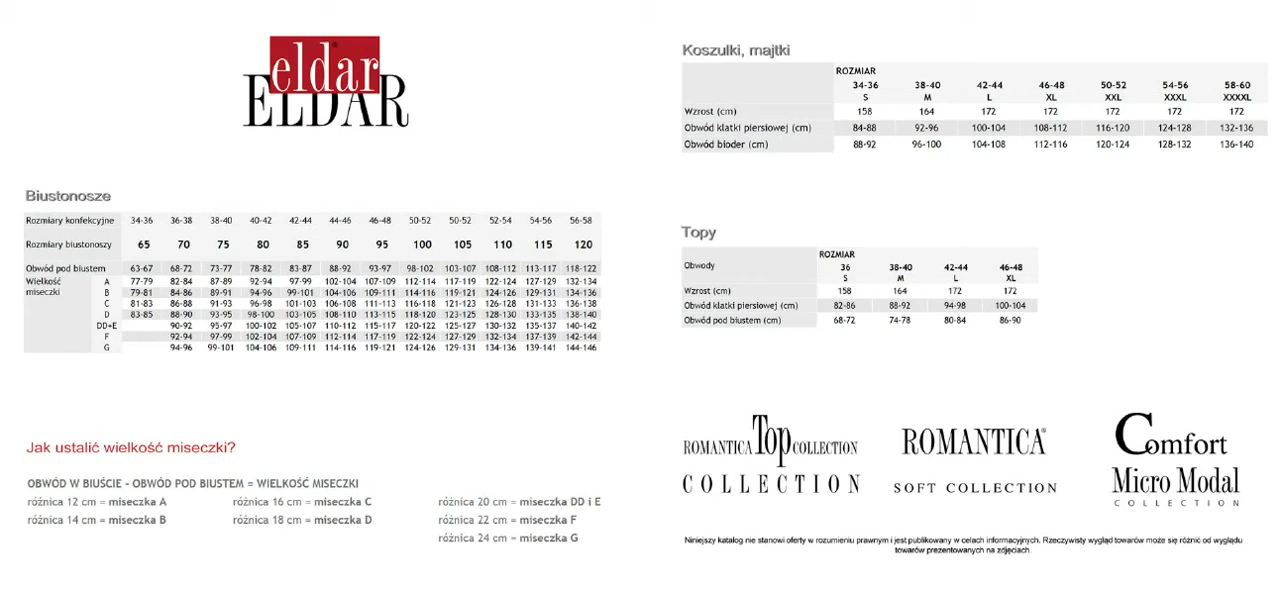 eldar
ELDAR
Biustonosze
Rozmiary konfekcyjne 34-36 36-38 38-40 40-42 42-44 44-46 46-48 50-52 50-52 52-54 54-56 56-58
Rozmiary biustonoszy 65 70 75 80 85 90 95 100 105 110 115 120
Obwód pod biustem 63-67 68-72 73-77 78-82 83-87 88-92 93-97 98-102 103-107 108-112 113-117 118-122
Wielkość miseczki A 77-79 82-84 87-89 92-94 97-99 102-104 107-109 112-114 117-119 122-124 127-129 132-134
B 79-81 84-86 89-91 94-96 99-101 104-106 109-111 114-116 119-121 124-126 129-131 134-136
C 81-83 86-88 91-93 96-98 101-103 106-108 111-113 116-118 121-123 126-128 131-133 136-138
D 83-85 88-90 93-95 98-100 103-105 108-110 113-115 118-120 123-125 128-130 133-135 138-140
DD+E 90-92 95-97 100-102 105-107 110-112 115-117 120-122 125-127 130-132 135-137 140-142
F 92-94 97-99 102-104 107-109 112-114 117-119 122-124 127-129 132-134 137-139 142-144
G 94-96 99-101 104-106 109-111 114-116 119-121 124-126 129-131 134-136 139-141 144-146
Jak ustalić wielkość miseczki?
OBWÓD W BIUŚCIE - OBWÓD POD BIUSTEM = WIELKOŚĆ MISECZKI
różnica 12 cm = miseczka A różnica 16 cm = miseczka C różnica 20 cm = miseczka DD i E
różnica 14 cm = miseczka B różnica 18 cm = miseczka D różnica 22 cm = miseczka F
różnica 24 cm = miseczka G
Koszulki, majtki
ROZMIAR
34-36 38-40 42-44 46-48 50-52 54-56 58-60
S M L XL XXL XXXL XXXXL
Wzrost (cm) 158 164 172 172 172 172 172
Obwód klatki piersiowej (cm) 84-88 92-96 100-104 108-112 116-120 124-128 132-136
Obwód bioder (cm) 88-92 96-100 104-108 112-116 120-124 128-132 136-140
Topy
ROZMIAR
Obwody 36 38-40 42-44 46-48
S M L XL
Wzrost (cm) 158 164 172 172
Obwód klatki piersiowej (cm) 82-86 88-92 94-98 100-104
Obwód pod biustem (cm) 68-72 74-78 80-84 86-90
ROMANTICA Top COLLECTION
COLLECTION
ROMANTICA®
SOFT COLLECTION
Comfort
Micro Modal
COLLECTION
Niniejszy katalog nie stanowi oferty w rozumieniu prawnym i jest publikowany w celach informacyjnych. Rzeczywisty wygląd towarów może się różnić od wyglądu
towarów prezentowanych na zdjęciach.